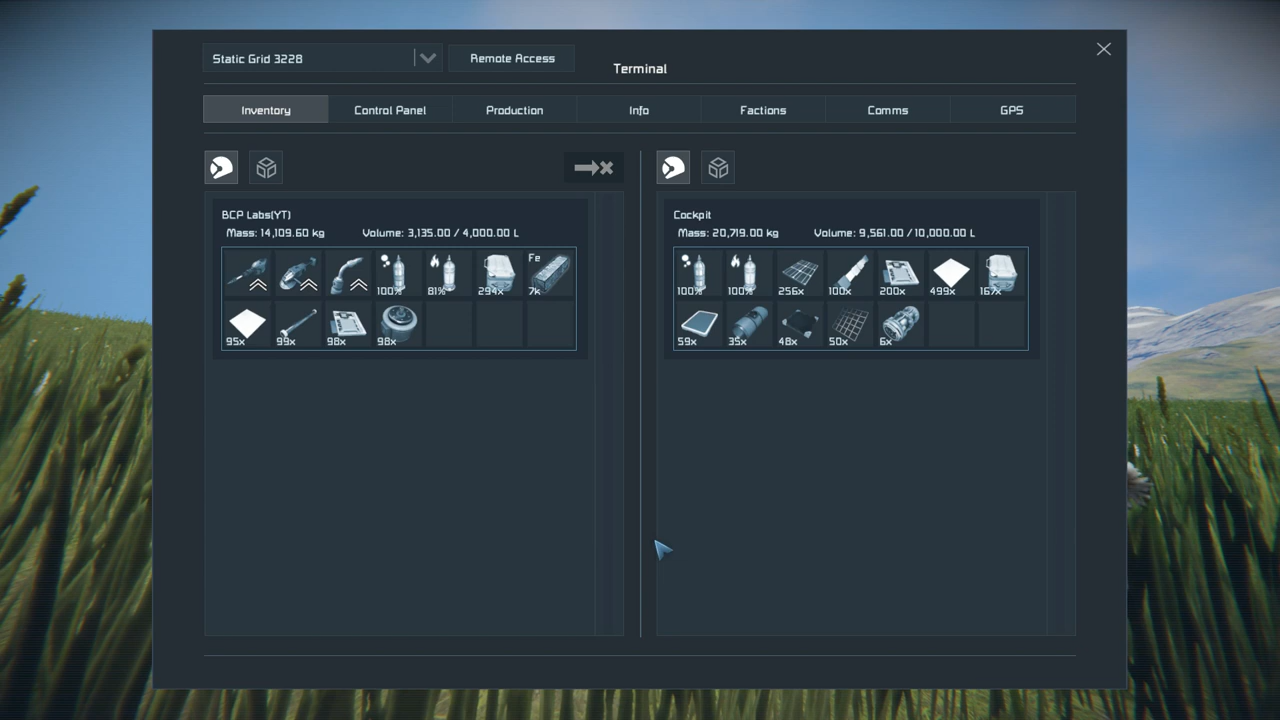 Static Grid 3228
Remote Access
Terminal
Inventory
Control Panel
Production
Info
Factions
Comms
GPS
BCP Labs(YT)
Mass: 14,109.60 kg
Volume: 3,135.00 / 4,000.00 L
100%
81%
294x
Fe
7k
95x
99x
98x
98x
Cockpit
Mass: 20,719.00 kg
Volume: 9,561.00 / 10,000.00 L
100%
100%
256x
100x
200x
499x
167x
59x
35x
48x
50x
6x